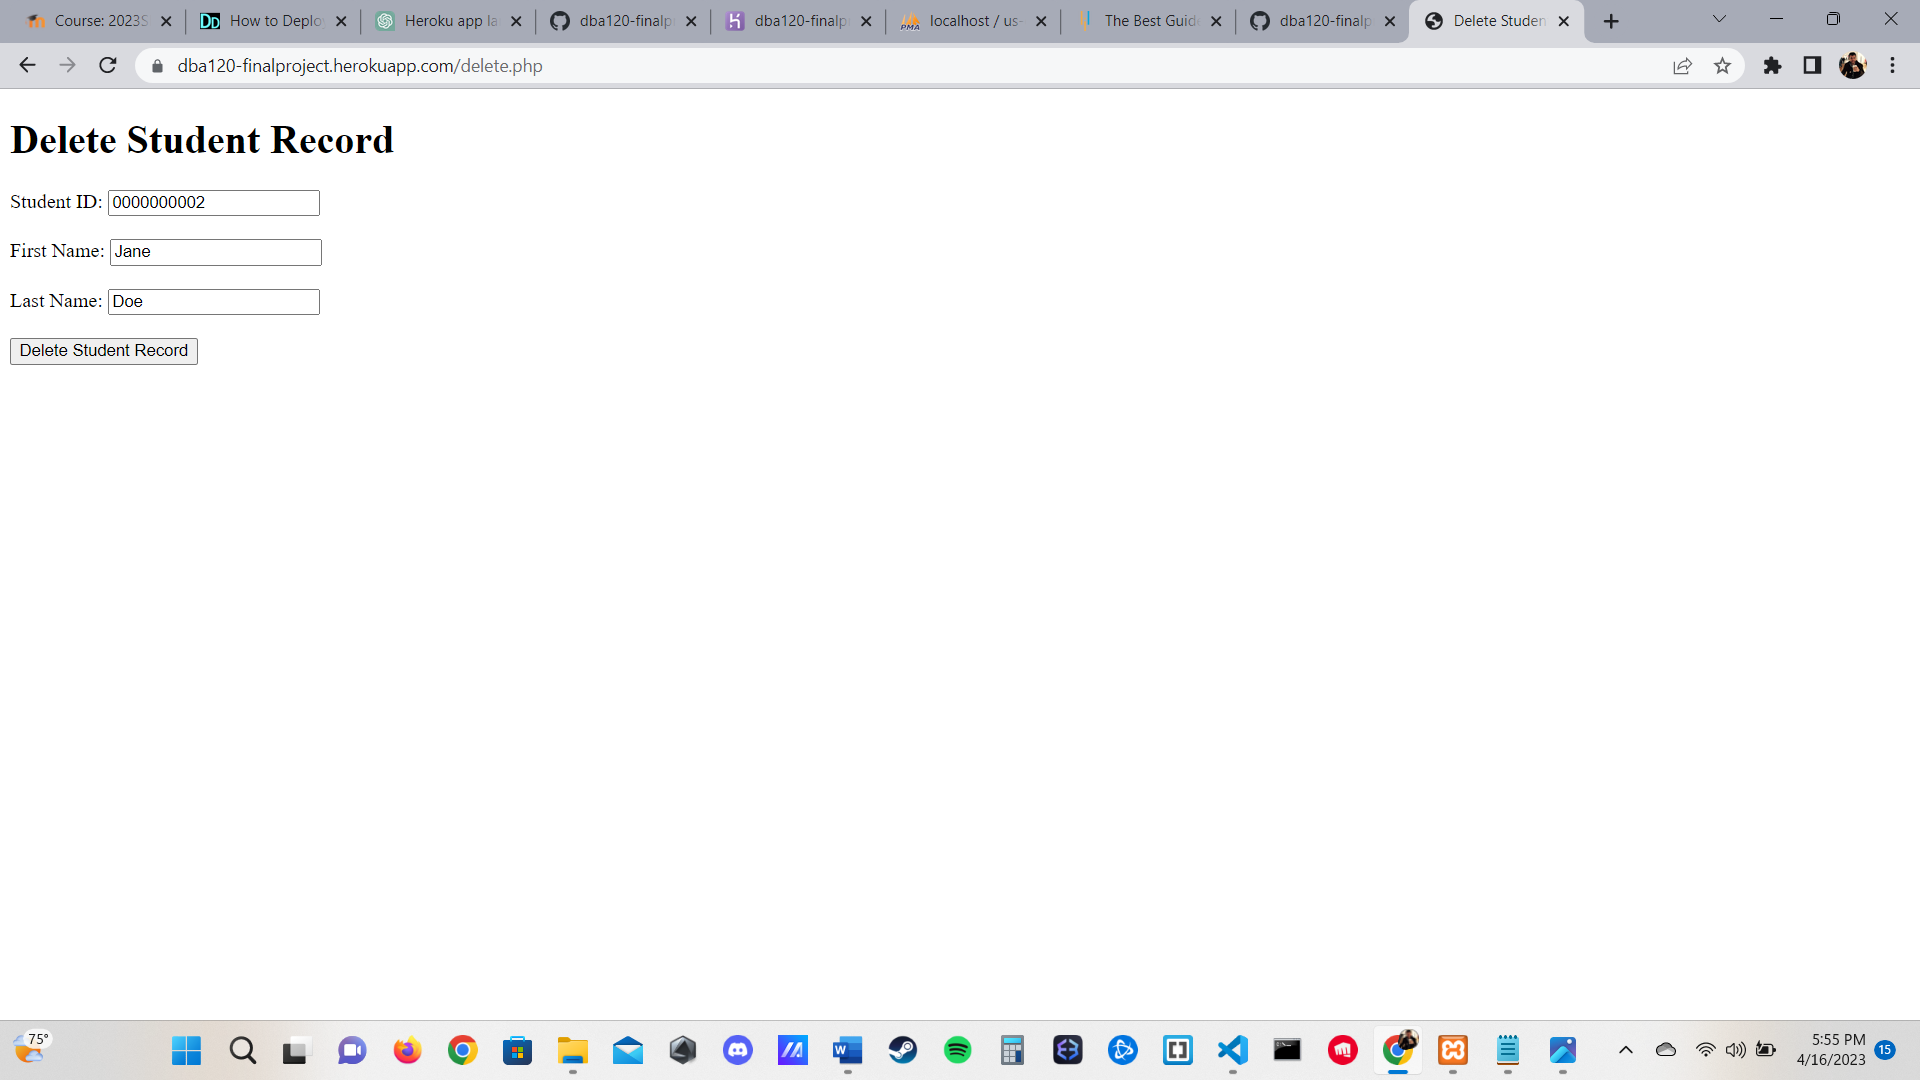 Course: 2023S
How to Deplo
Heroku app la
dba120-finalp
dba120-finalp
localhost / us-
The Best Guid
dba120-finalp
Delete Studen
dba120-finalproject.herokuapp.com/delete.php
Delete Student Record
Student ID: 0000000002
First Name: Jane
Last Name: Doe
Delete Student Record
75°
5:55 PM
4/16/2023
15